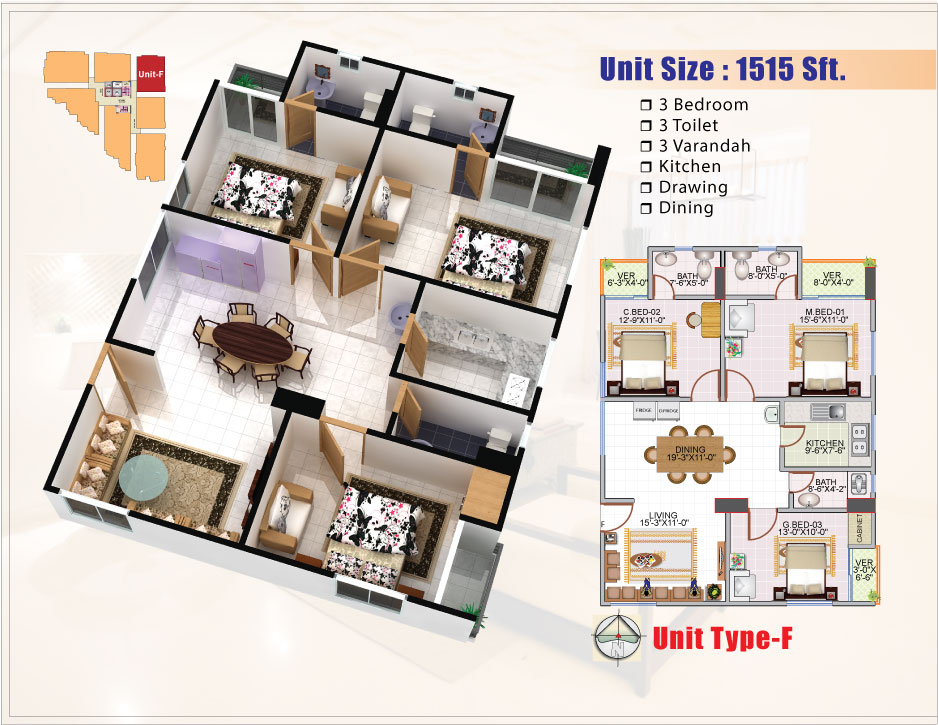 Unit-F
Unit Size : 1515 Sft.
3 Bedroom
3 Toilet
3 Varandah
Kitchen
Drawing
Dining
VER
6'-3"X4'-0"
BATH
7'-6"X5'-0"
BATH
8'-0"X5'-0"
VER
8'-0"X4'-0"
C.BED-02
12'-9"X11'-0"
M.BED-01
15'-6"X11'-0"
FRIDGE
D.FRIDGE
DINING
19'-3"X11'-0"
KITCHEN
9'-6"X7'-6"
BATH
8'-6"X4'-2"
LIVING
15'-3"X11'-0"
F
G.BED-03
13'-0"X10'-0"
CABINET
VER
3'-0"X
6'-6"
N
Unit Type-F